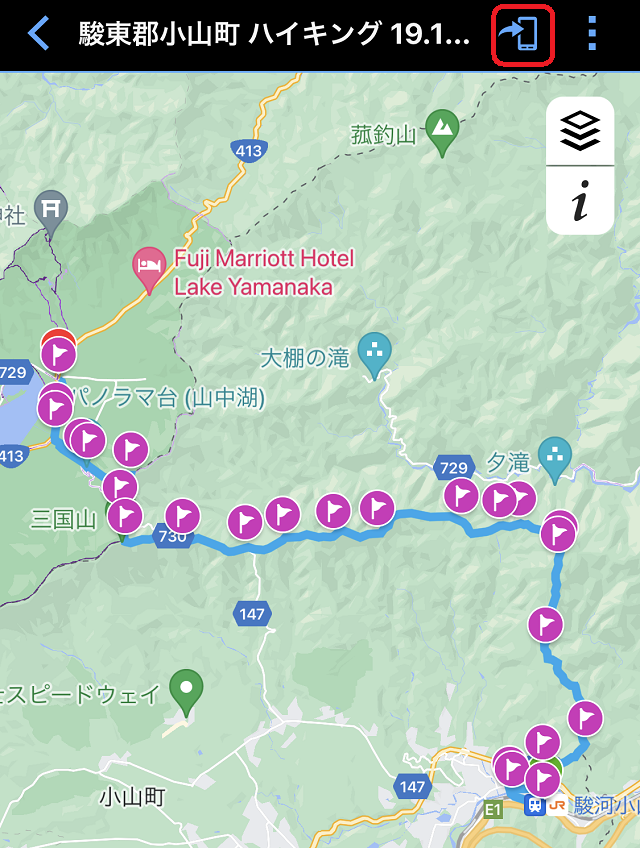 駿東郡小山町 ハイキング 19.1...
菰釣山
413
神社
Fuji Marriott Hotel
Lake Yamanaka
大棚の滝
729
パノラマ台 (山中湖)
413
729
夕滝
三国山
730
147
スピードウェイ
147
小山町
E1
JR
駿河小山
i